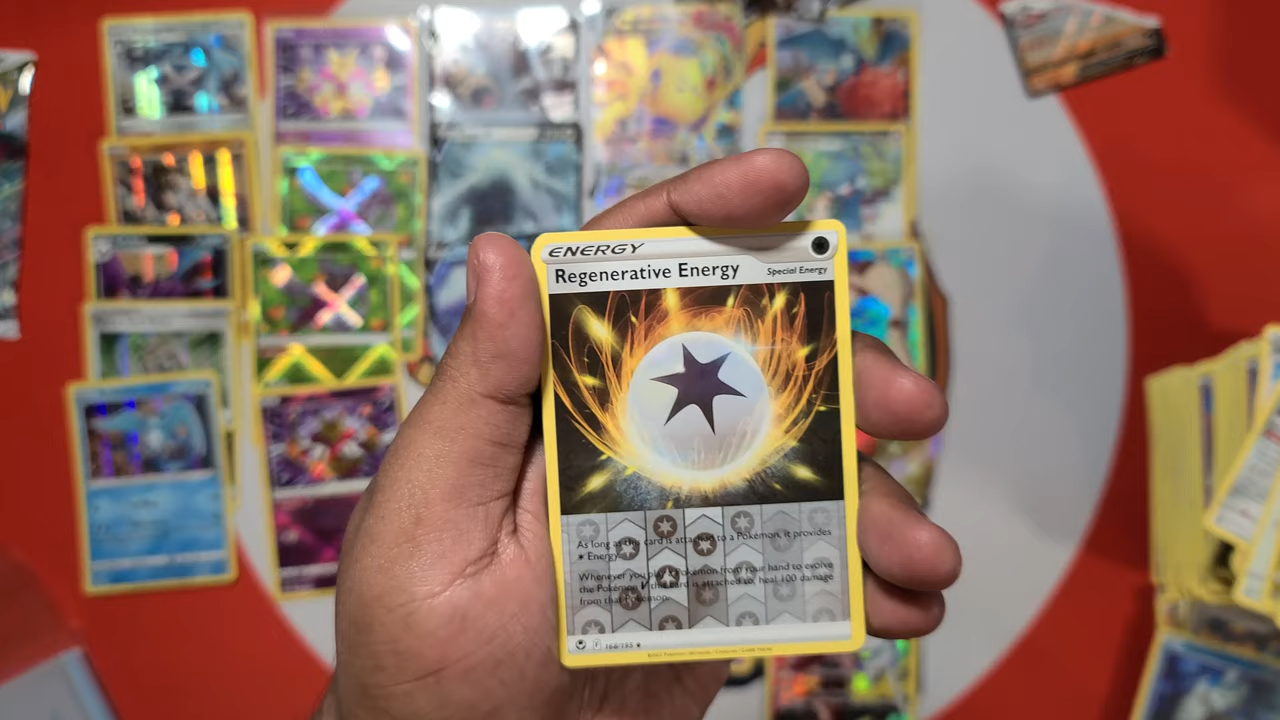 ENERGY
Regenerative Energy
Special Energy
As long as this card is attached to a Pokémon, it provides
Energy.
Whenever you play a Pokémon from your hand to evolve
the Pokémon V this card is attached to, heal 100 damage
from that Pokémon.
F 168/195